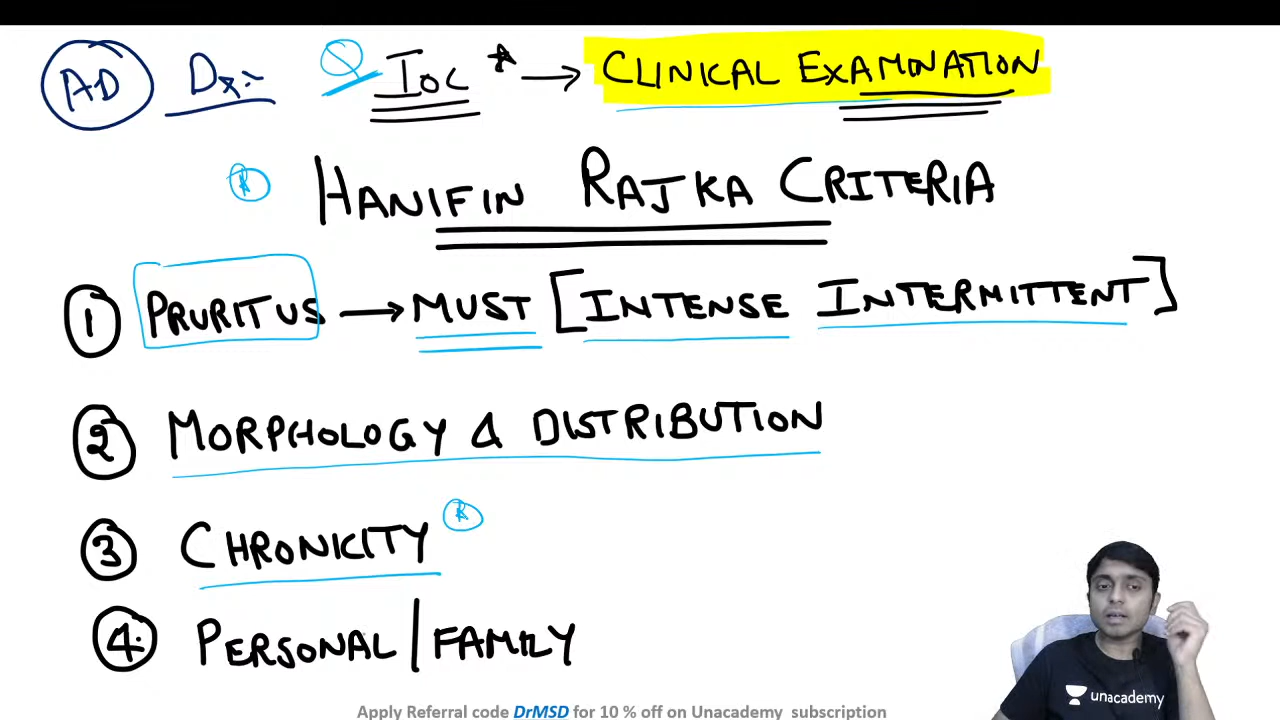 AD Dx:- Q IOC * → CLINICAL EXAMINATION
HANIFIN RAJKA CRITERIA
① PRURITUS → MUST [INTENSE INTERMITTENT]
② MORPHOLOGY & DISTRIBUTION
③ CHRONICITY
④ PERSONAL/FAMILY
unacademy
Apply Referral code DrMSD for 10 % off on Unacademy subscription